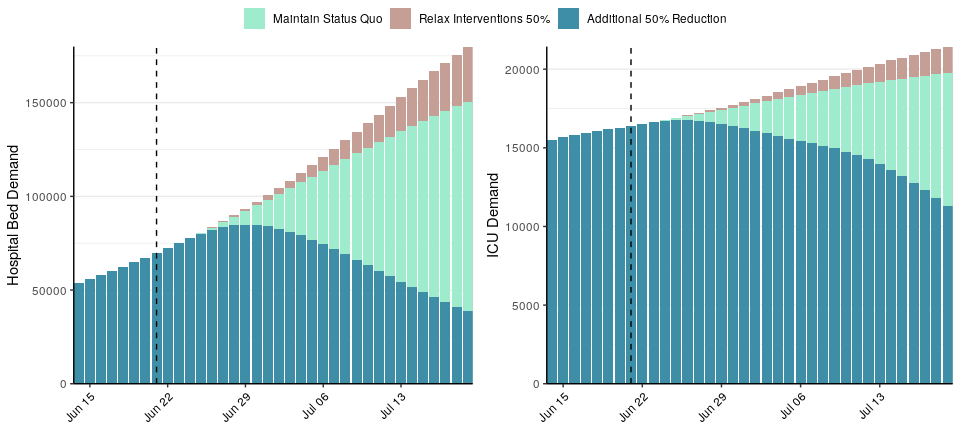 Maintain Status Quo Relax Interventions 50% Additional 50% Reduction
Hospital Bed Demand
150000
100000
50000
0
Jun 15 Jun 22 Jun 29 Jul 06 Jul 13
ICU Demand
20000
15000
10000
5000
0
Jun 15 Jun 22 Jun 29 Jul 06 Jul 13